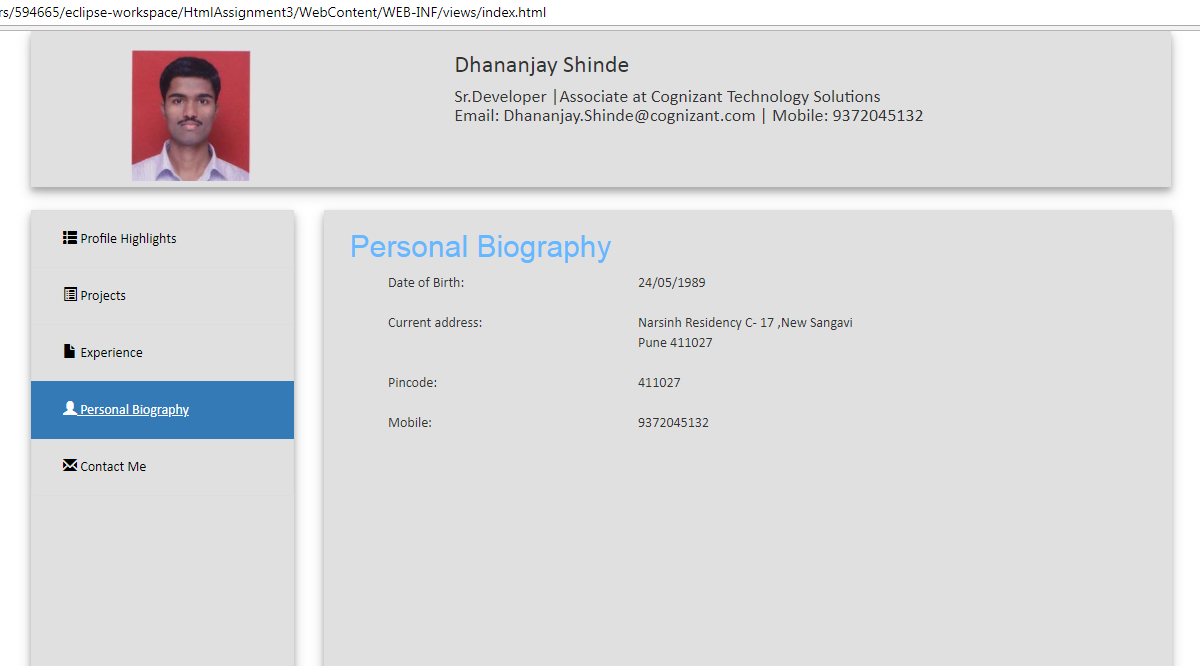 rs/594665/eclipse-workspace/HtmlAssignment3/WebContent/WEB-INF/views/index.html
Dhananjay Shinde
Sr.Developer |Associate at Cognizant Technology Solutions
Email: Dhananjay.Shinde@cognizant.com | Mobile: 9372045132
Profile Highlights
Projects
Experience
Personal Biography
Contact Me
Personal Biography
Date of Birth: 24/05/1989
Current address: Narsinh Residency C- 17 ,New Sangavi
Pune 411027
Pincode: 411027
Mobile: 9372045132